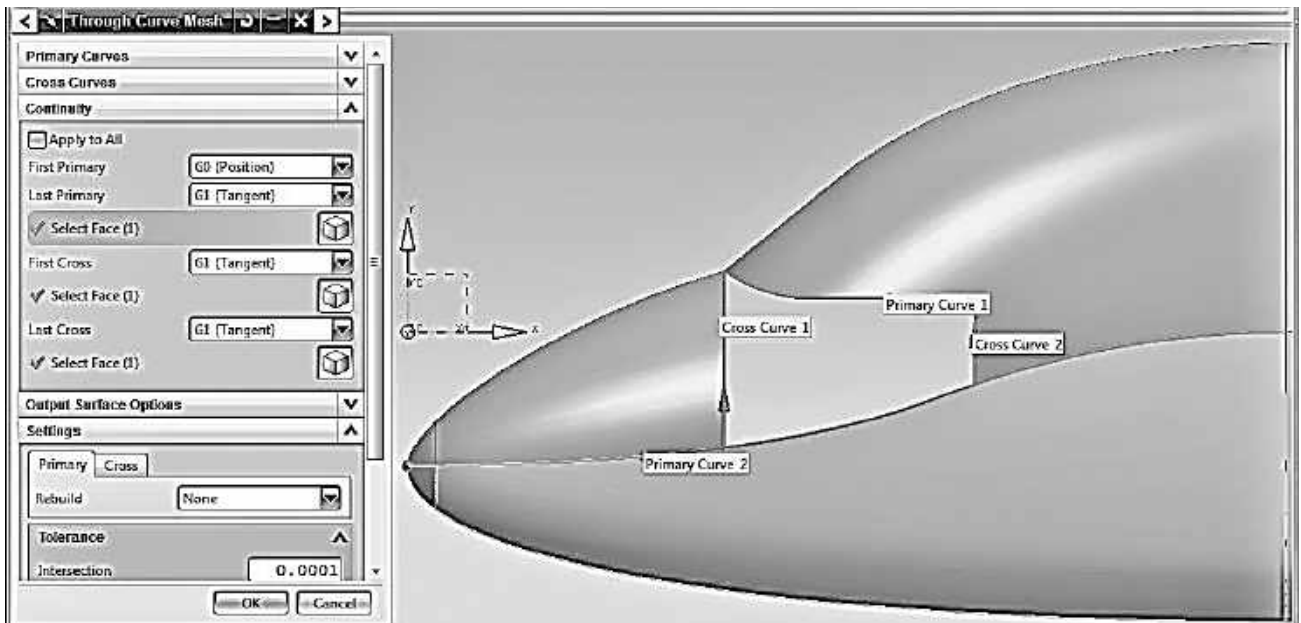 Through Curve Mesh
Primary Curves
Cross Curves
Continuity
Apply to All
First Primary G0 (Position)
Last Primary G1 (Tangent)
Select Face (1)
First Cross G1 (Tangent)
Select Face (1)
Last Cross G1 (Tangent)
Select Face (1)
Output Surface Options
Settings
Primary Cross
Rebuild None
Tolerance
Intersection 0.0001
OK Cancel
Y
X
Primary Curve 1
Cross Curve 1
Cross Curve 2
Primary Curve 2